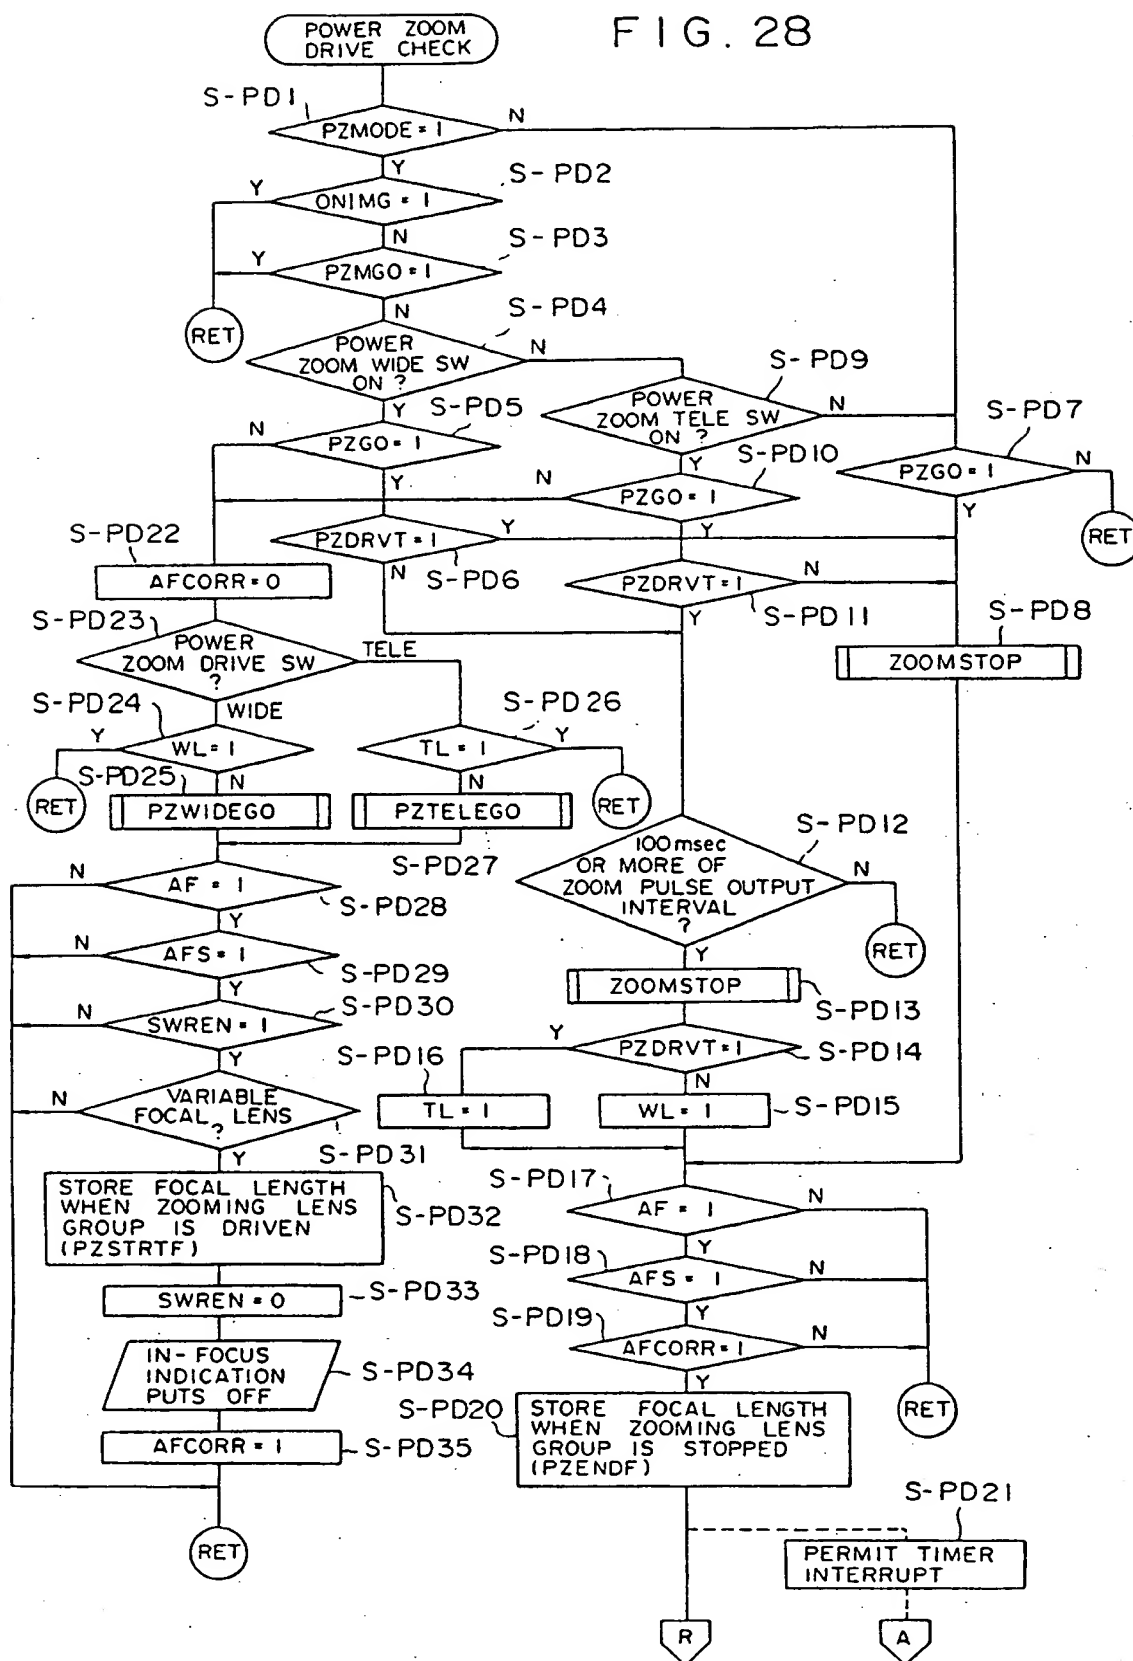 FIG. 28
POWER ZOOM
DRIVE CHECK
S-PD1
PZMODE = 1
N
Y
S-PD2
Y
ONIMG = 1
N
S-PD3
Y
PZMGO = 1
N
RET
S-PD4
POWER
ZOOM WIDE SW
ON ?
N
Y
S-PD9
POWER
ZOOM TELE SW
ON ?
N
Y
S-PD5
N
PZGO = 1
Y
S-PD7
PZGO = 1
N
Y
RET
S-PD10
N
PZGO = 1
Y
PZDRVT = 1
Y
N
S-PD6
PZDRVT = 1
N
Y
S-PD11
S-PD8
ZOOMSTOP
S-PD22
AFCORR = 0
S-PD23
POWER
ZOOM DRIVE SW
?
TELE
WIDE
S-PD24
Y
WL = 1
N
RET
S-PD26
TL = 1
Y
N
RET
S-PD25
PZWIDEGO
PZTELEGO
S-PD27
S-PD12
100msec
OR MORE OF
ZOOM PULSE OUTPUT
INTERVAL
?
N
Y
RET
N
AF = 1
S-PD28
Y
N
AFS = 1
S-PD29
Y
N
SWREN = 1
S-PD30
Y
ZOOMSTOP
S-PD13
Y
PZDRVT = 1
S-PD14
N
S-PD16
TL = 1
WL = 1
S-PD15
N
VARIABLE
FOCAL LENS
?
S-PD31
Y
STORE FOCAL LENGTH
WHEN ZOOMING LENS
GROUP IS DRIVEN
(PZSTRTF)
S-PD32
SWREN = 0
S-PD33
IN-FOCUS
INDICATION
PUTS OFF
S-PD34
AFCORR = 1
S-PD35
RET
S-PD17
AF = 1
N
Y
S-PD18
AFS = 1
N
Y
S-PD19
AFCORR = 1
N
Y
RET
S-PD20
STORE FOCAL LENGTH
WHEN ZOOMING LENS
GROUP IS STOPPED
(PZENDF)
S-PD21
PERMIT TIMER
INTERRUPT
R
A